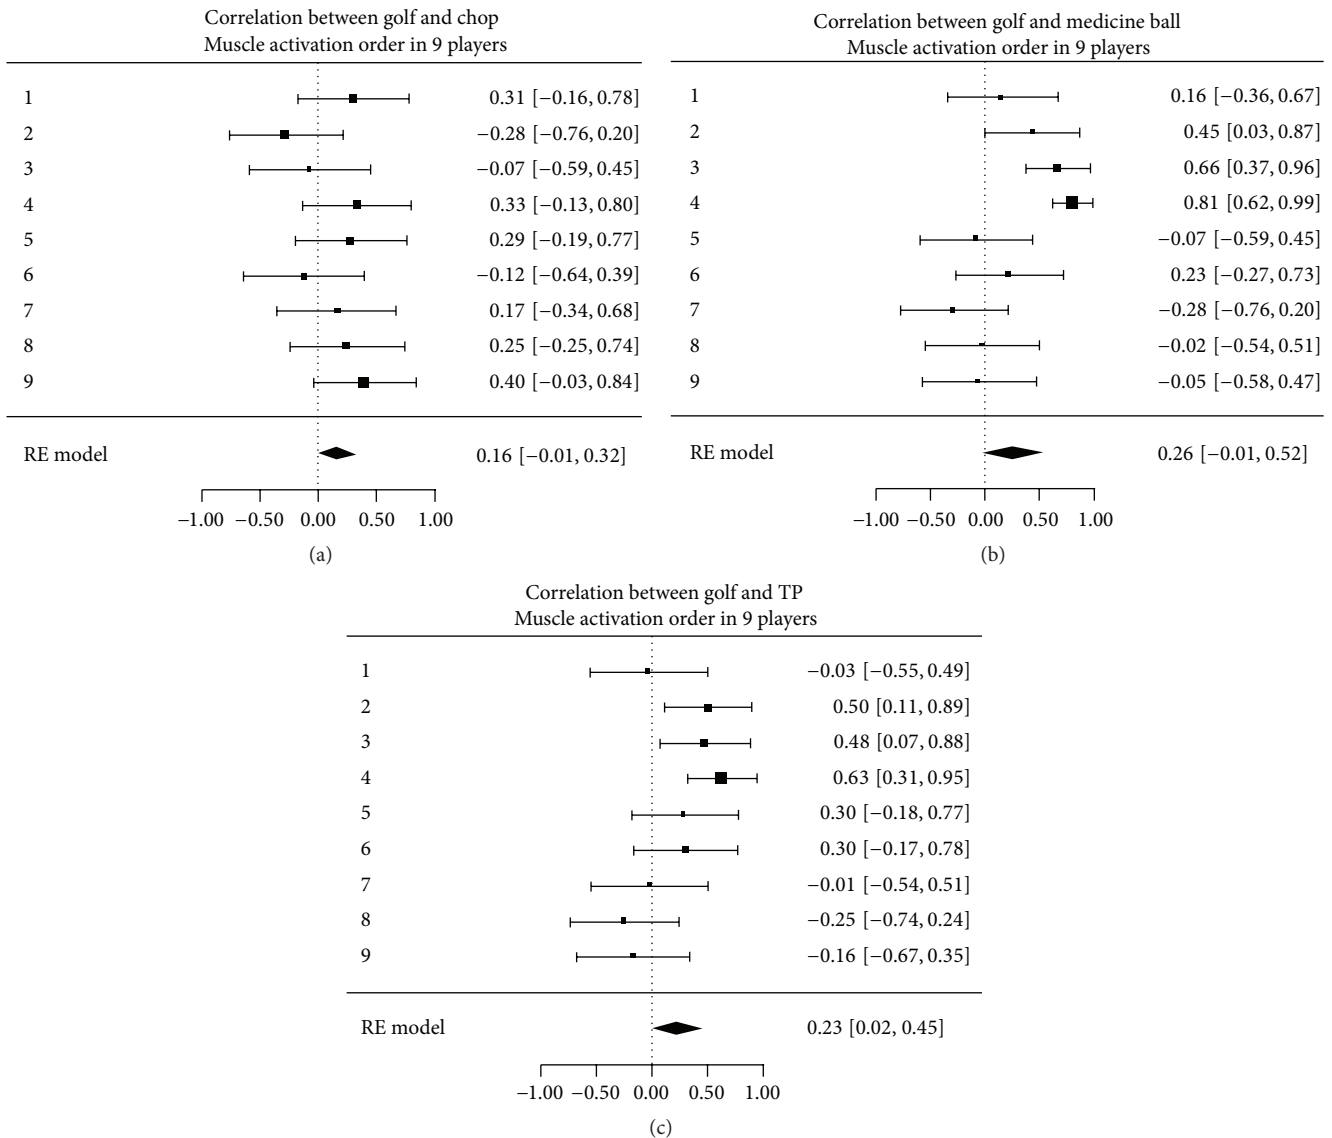 Correlation between golf and chop
Muscle activation order in 9 players
1 0.31 [−0.16, 0.78]
2 −0.28 [−0.76, 0.20]
3 −0.07 [−0.59, 0.45]
4 0.33 [−0.13, 0.80]
5 0.29 [−0.19, 0.77]
6 −0.12 [−0.64, 0.39]
7 0.17 [−0.34, 0.68]
8 0.25 [−0.25, 0.74]
9 0.40 [−0.03, 0.84]
RE model 0.16 [−0.01, 0.32]
−1.00 −0.50 0.00 0.50 1.00
(a)
Correlation between golf and medicine ball
Muscle activation order in 9 players
1 0.16 [−0.36, 0.67]
2 0.45 [0.03, 0.87]
3 0.66 [0.37, 0.96]
4 0.81 [0.62, 0.99]
5 −0.07 [−0.59, 0.45]
6 0.23 [−0.27, 0.73]
7 −0.28 [−0.76, 0.20]
8 −0.02 [−0.54, 0.51]
9 −0.05 [−0.58, 0.47]
RE model 0.26 [−0.01, 0.52]
−1.00 −0.50 0.00 0.50 1.00
(b)
Correlation between golf and TP
Muscle activation order in 9 players
1 −0.03 [−0.55, 0.49]
2 0.50 [0.11, 0.89]
3 0.48 [0.07, 0.88]
4 0.63 [0.31, 0.95]
5 0.30 [−0.18, 0.77]
6 0.30 [−0.17, 0.78]
7 −0.01 [−0.54, 0.51]
8 −0.25 [−0.74, 0.24]
9 −0.16 [−0.67, 0.35]
RE model 0.23 [0.02, 0.45]
−1.00 −0.50 0.00 0.50 1.00
(c)